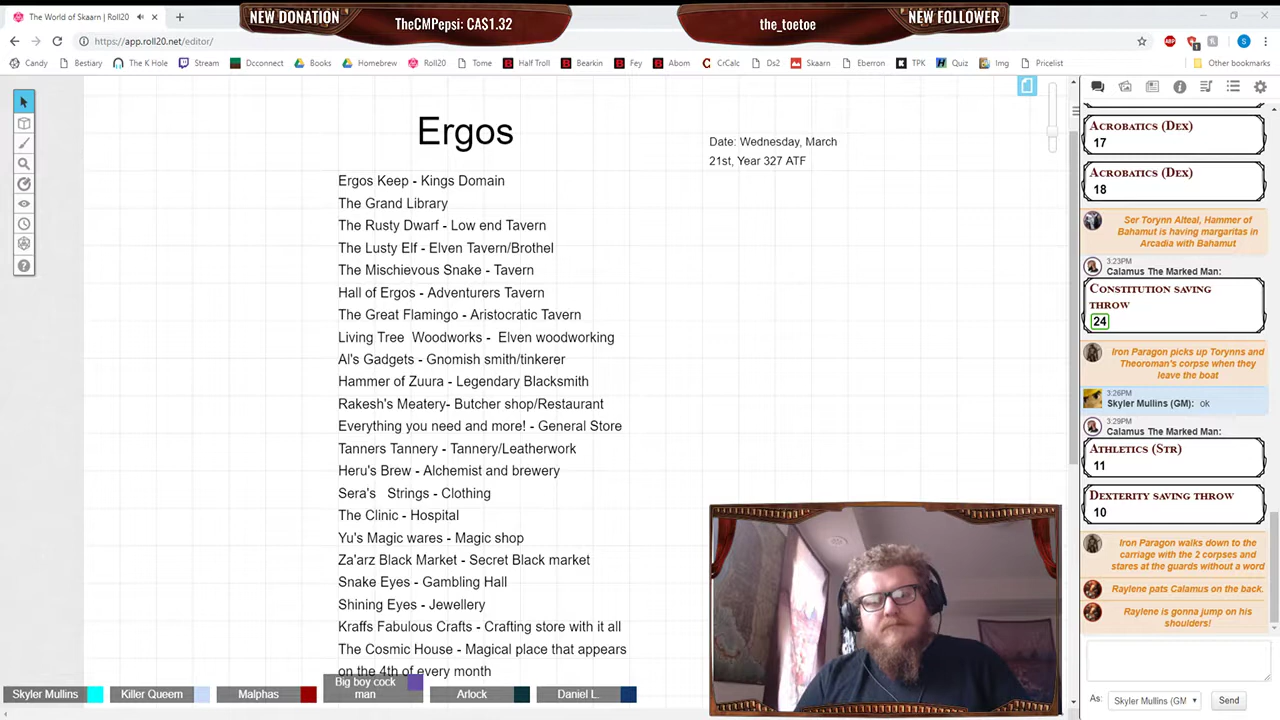 The World of Skaarn | Roll20
NEW DONATION
TheCMPepsi: CA$1.32
the_toetoe
NEW FOLLOWER
https://app.roll20.net/editor/
Candy
Bestiary
The K Hole
Stream
Dcconnect
Books
Homebrew
Roll20
Tome
Half Troll
Bearkin
Fey
Abom
CrCalc
Ds2
Skaarn
Eberron
TPK
Quiz
Img
Pricelist
Other bookmarks
Ergos
Date: Wednesday, March
21st, Year 327 ATF
Ergos Keep - Kings Domain
The Grand Library
The Rusty Dwarf - Low end Tavern
The Lusty Elf - Elven Tavern/Brothel
The Mischievous Snake - Tavern
Hall of Ergos - Adventurers Tavern
The Great Flamingo - Aristocratic Tavern
Living Tree Woodworks - Elven woodworking
Al's Gadgets - Gnomish smith/tinkerer
Hammer of Zuura - Legendary Blacksmith
Rakesh's Meatery- Butcher shop/Restaurant
Everything you need and more! - General Store
Tanners Tannery - Tannery/Leatherwork
Heru's Brew - Alchemist and brewery
Sera's Strings - Clothing
The Clinic - Hospital
Yu's Magic wares - Magic shop
Za'arz Black Market - Secret Black market
Snake Eyes - Gambling Hall
Shining Eyes - Jewellery
Kraffs Fabulous Crafts - Crafting store with it all
The Cosmic House - Magical place that appears
on the 4th of every month
Skyler Mullins
Killer Queem
Malphas
Big boy cock
man
Arlock
Daniel L.
ACROBATICS (DEX)
17
ACROBATICS (DEX)
18
Ser Torynn Alteal, Hammer of
Bahamut is having margaritas in
Arcadia with Bahamut
3:23PM
Calamus The Marked Man:
CONSTITUTION SAVING
THROW
24
Iron Paragon picks up Torynns and
Theoroman's corpse when they
leave the boat
3:26PM
Skyler Mullins (GM): ok
3:29PM
Calamus The Marked Man:
ATHLETICS (STR)
11
DEXTERITY SAVING THROW
10
Iron Paragon walks down to the
carriage with the 2 corpses and
stares at the guards without a word
Raylene pats Calamus on the back.
Raylene is gonna jump on his
shoulders!
As:
Skyler Mullins (GM
Send